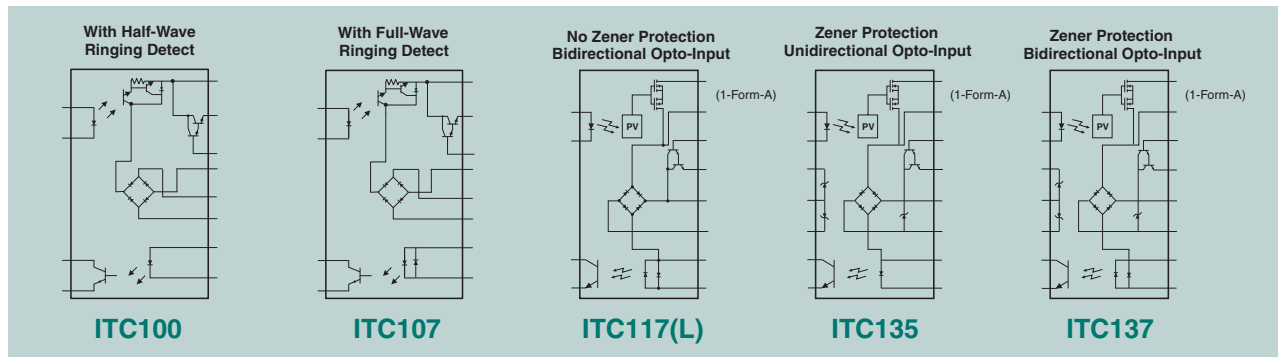 With Half-Wave
Ringing Detect
ITC100
With Full-Wave
Ringing Detect
ITC107
No Zener Protection
Bidirectional Opto-Input
(1-Form-A)
PV
ITC117(L)
Zener Protection
Unidirectional Opto-Input
(1-Form-A)
PV
ITC135
Zener Protection
Bidirectional Opto-Input
(1-Form-A)
PV
ITC137